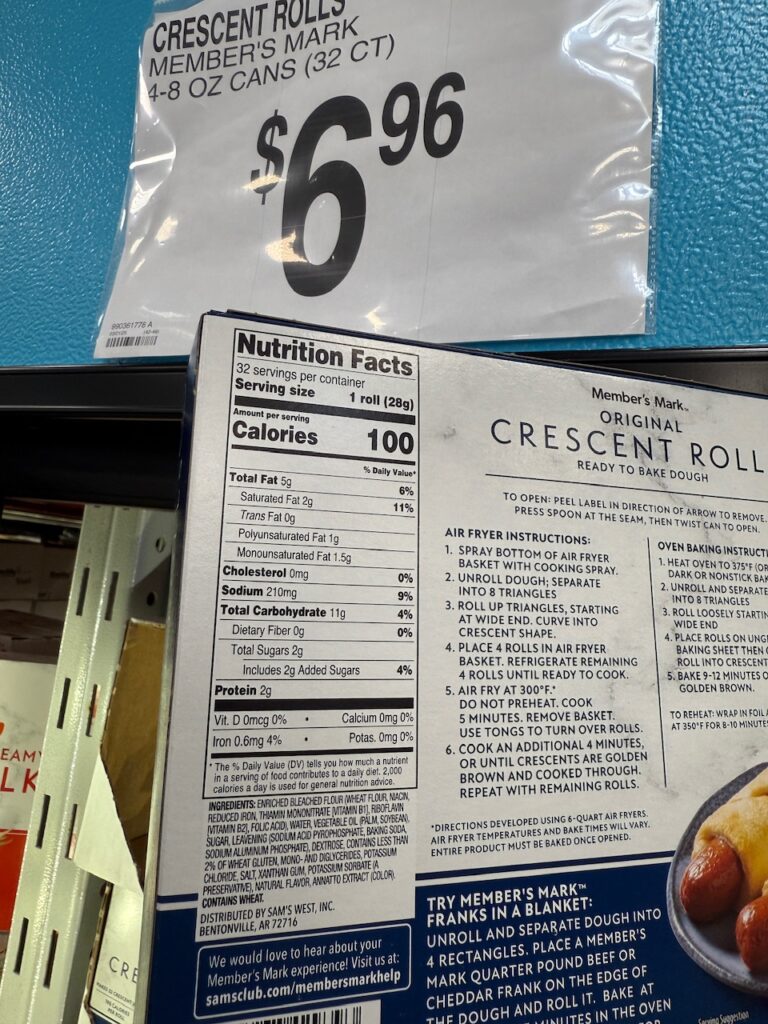 CRESCENT ROLLS
MEMBER'S MARK
4-8 OZ CANS (32 CT)
$6.96
990361776 A
Nutrition Facts
32 servings per container
Serving size 1 roll (28g)
Amount per serving
Calories 100
% Daily Value*
Total Fat 5g 6%
Saturated Fat 2g 11%
Trans Fat 0g
Polyunsaturated Fat 1g
Monounsaturated Fat 1.5g
Cholesterol 0mg 0%
Sodium 210mg 9%
Total Carbohydrate 11g 4%
Dietary Fiber 0g 0%
Total Sugars 2g
Includes 2g Added Sugars 4%
Protein 2g
Vit. D 0mcg 0% • Calcium 0mg 0%
Iron 0.6mg 4% • Potas. 0mg 0%
* The % Daily Value (DV) tells you how much a nutrient
in a serving of food contributes to a daily diet. 2,000
calories a day is used for general nutrition advice.
INGREDIENTS: ENRICHED BLEACHED FLOUR (WHEAT FLOUR, NIACIN,
REDUCED IRON, THIAMIN MONONITRATE [VITAMIN B1], RIBOFLAVIN
[VITAMIN B2], FOLIC ACID), WATER, VEGETABLE OIL (PALM, SOYBEAN),
SUGAR, LEAVENING (SODIUM ACID PYROPHOSPHATE, BAKING SODA,
SODIUM ALUMINUM PHOSPHATE), DEXTROSE, CONTAINS LESS THAN
2% OF WHEAT GLUTEN, MONO- AND DIGLYCERIDES, POTASSIUM
CHLORIDE, SALT, XANTHAN GUM, POTASSIUM SORBATE (A
PRESERVATIVE), NATURAL FLAVOR, ANNATTO EXTRACT (COLOR).
CONTAINS WHEAT.
DISTRIBUTED BY SAM'S WEST, INC.
BENTONVILLE, AR 72716
We would love to hear about your
Member's Mark experience! Visit us at:
samsclub.com/membersmarkhelp
Member's Mark™
ORIGINAL
CRESCENT ROLL
READY TO BAKE DOUGH
TO OPEN: PEEL LABEL IN DIRECTION OF ARROW TO REMOVE.
PRESS SPOON AT THE SEAM, THEN TWIST CAN TO OPEN.
AIR FRYER INSTRUCTIONS:
1. SPRAY BOTTOM OF AIR FRYER
BASKET WITH COOKING SPRAY.
2. UNROLL DOUGH; SEPARATE
INTO 8 TRIANGLES
3. ROLL UP TRIANGLES, STARTING
AT WIDE END. CURVE INTO
CRESCENT SHAPE.
4. PLACE 4 ROLLS IN AIR FRYER
BASKET. REFRIGERATE REMAINING
4 ROLLS UNTIL READY TO COOK.
5. AIR FRY AT 300°F.*
DO NOT PREHEAT. COOK
5 MINUTES. REMOVE BASKET.
USE TONGS TO TURN OVER ROLLS.
6. COOK AN ADDITIONAL 4 MINUTES,
OR UNTIL CRESCENTS ARE GOLDEN
BROWN AND COOKED THROUGH.
REPEAT WITH REMAINING ROLLS.
*DIRECTIONS DEVELOPED USING 6-QUART AIR FRYERS.
AIR FRYER TEMPERATURES AND BAKE TIMES WILL VARY.
ENTIRE PRODUCT MUST BE BAKED ONCE OPENED.
OVEN BAKING INSTRUCTI
1. HEAT OVEN TO 375°F (OR
DARK OR NONSTICK BAK
2. UNROLL AND SEPARATE
INTO 8 TRIANGLES
3. ROLL LOOSELY STARTIN
WIDE END
4. PLACE ROLLS ON UNG
BAKING SHEET THEN C
ROLL INTO CRESCENT
5. BAKE 9-12 MINUTES O
GOLDEN BROWN.
TO REHEAT: WRAP IN FOIL A
AT 350°F FOR 8-10 MINUTES
TRY MEMBER'S MARK™
FRANKS IN A BLANKET:
UNROLL AND SEPARATE DOUGH INTO
4 RECTANGLES. PLACE A MEMBER'S
MARK QUARTER POUND BEEF OR
CHEDDAR FRANK ON THE EDGE OF
THE DOUGH AND ROLL IT. BAKE AT
MINUTES IN THE OVEN
Serving Suggestion
EAMY
LK
CRE